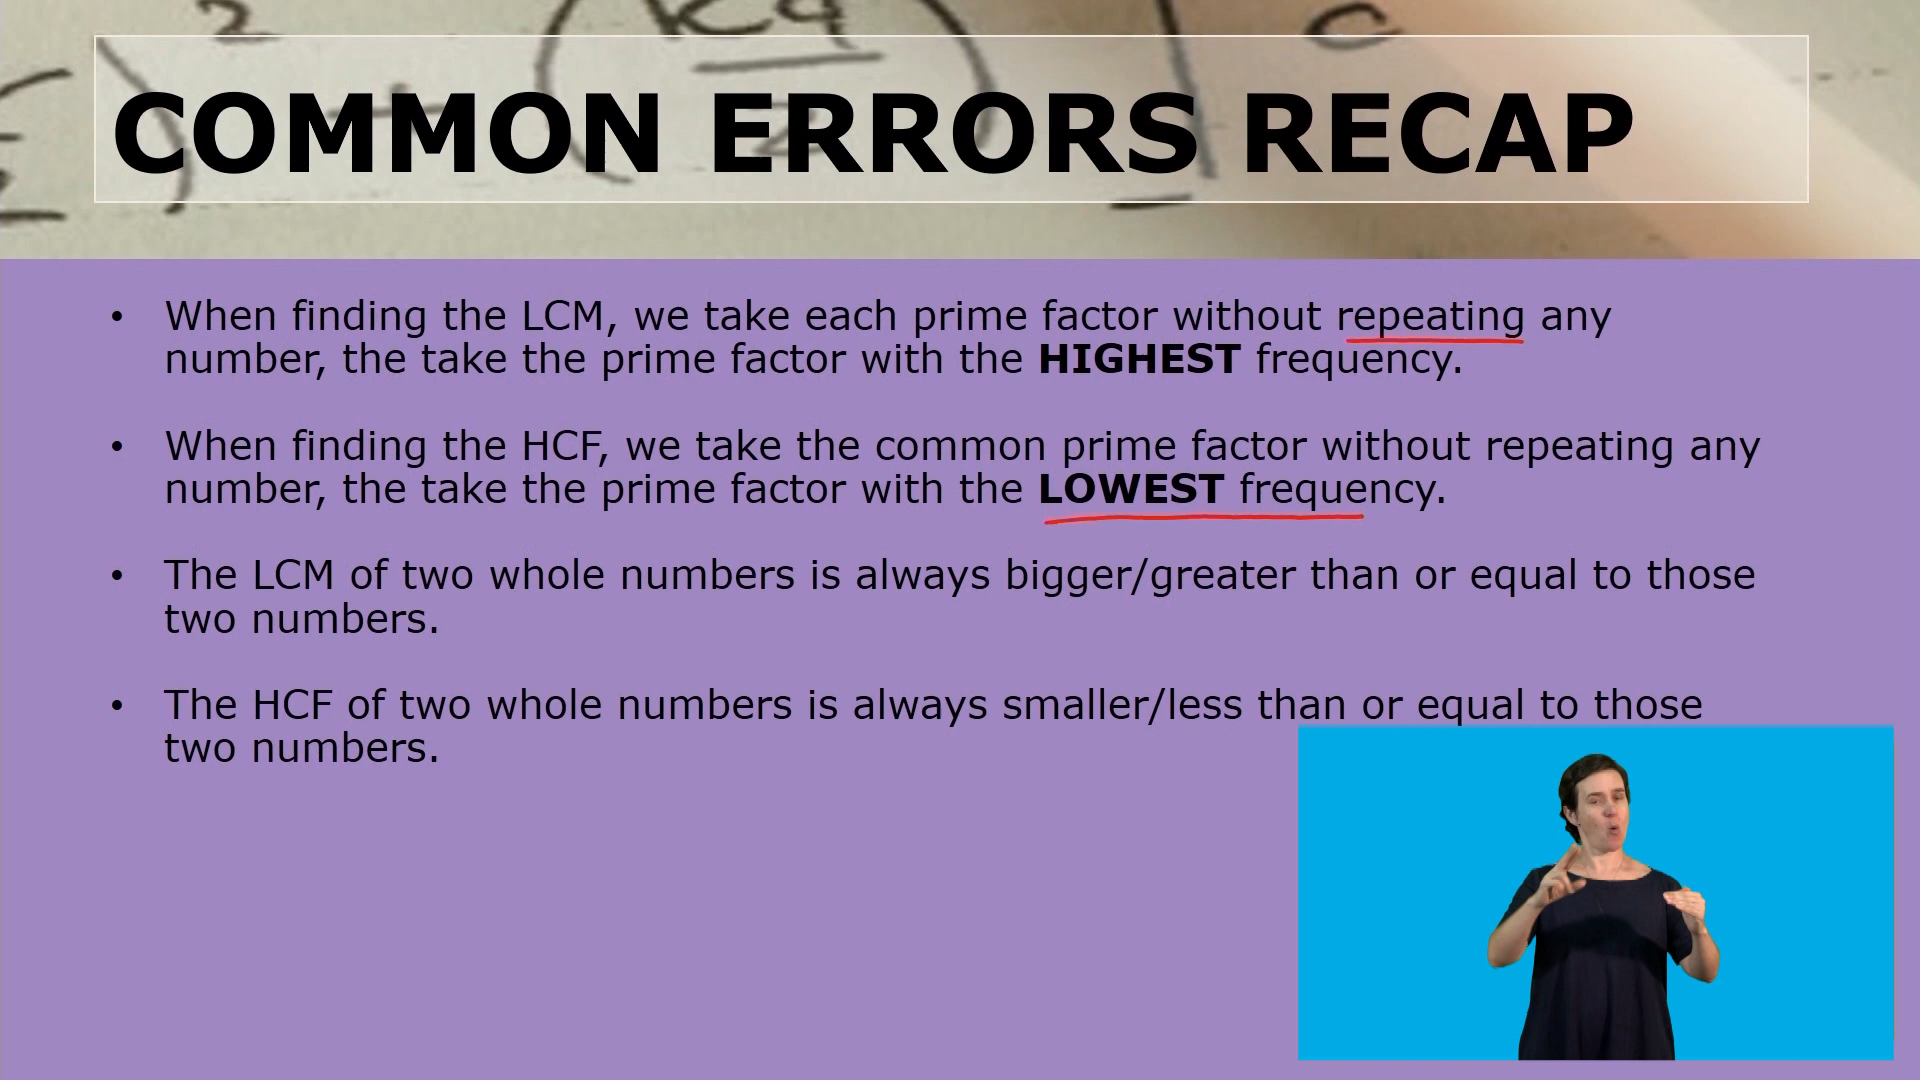 COMMON ERRORS RECAP
• When finding the LCM, we take each prime factor without repeating any
number, the take the prime factor with the HIGHEST frequency.
• When finding the HCF, we take the common prime factor without repeating any
number, the take the prime factor with the LOWEST frequency.
• The LCM of two whole numbers is always bigger/greater than or equal to those
two numbers.
• The HCF of two whole numbers is always smaller/less than or equal to those
two numbers.